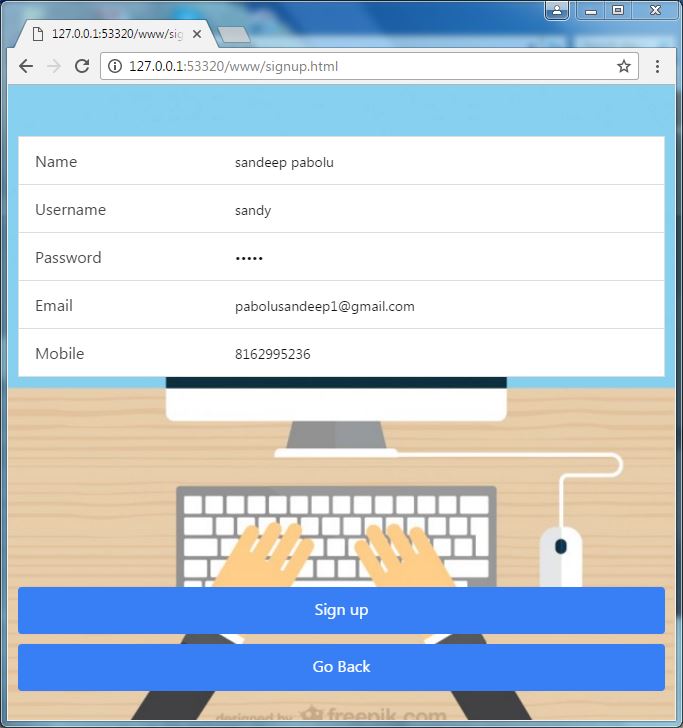 127.0.0.1:53320/www/sig
127.0.0.1:53320/www/signup.html
Name sandeep pabolu
Username sandy
Password •••••
Email pabolusandeep1@gmail.com
Mobile 8162995236
Sign up
Go Back
designed by freepik.com